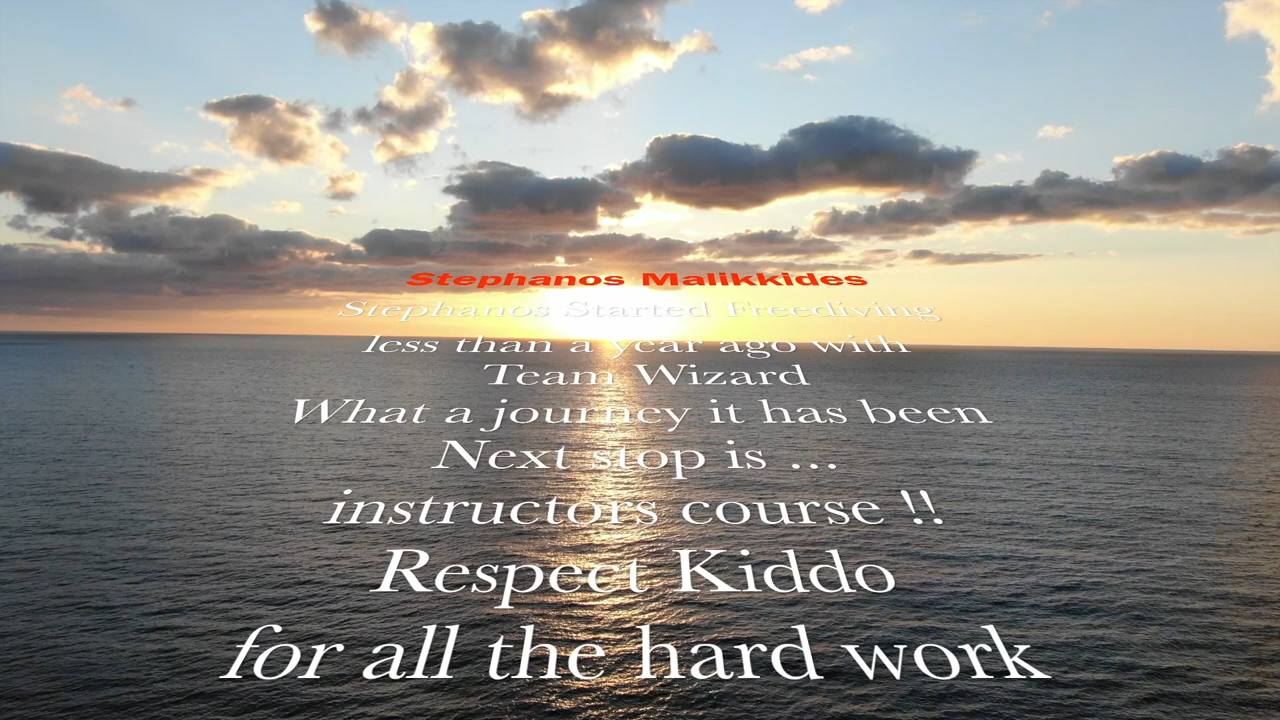 Stephanos Malikkides
Stephanos Started Freediving
less than a year ago with
Team Wizard
What a journey it has been
Next stop is ...
instructors course !!
Respect Kiddo
for all the hard work